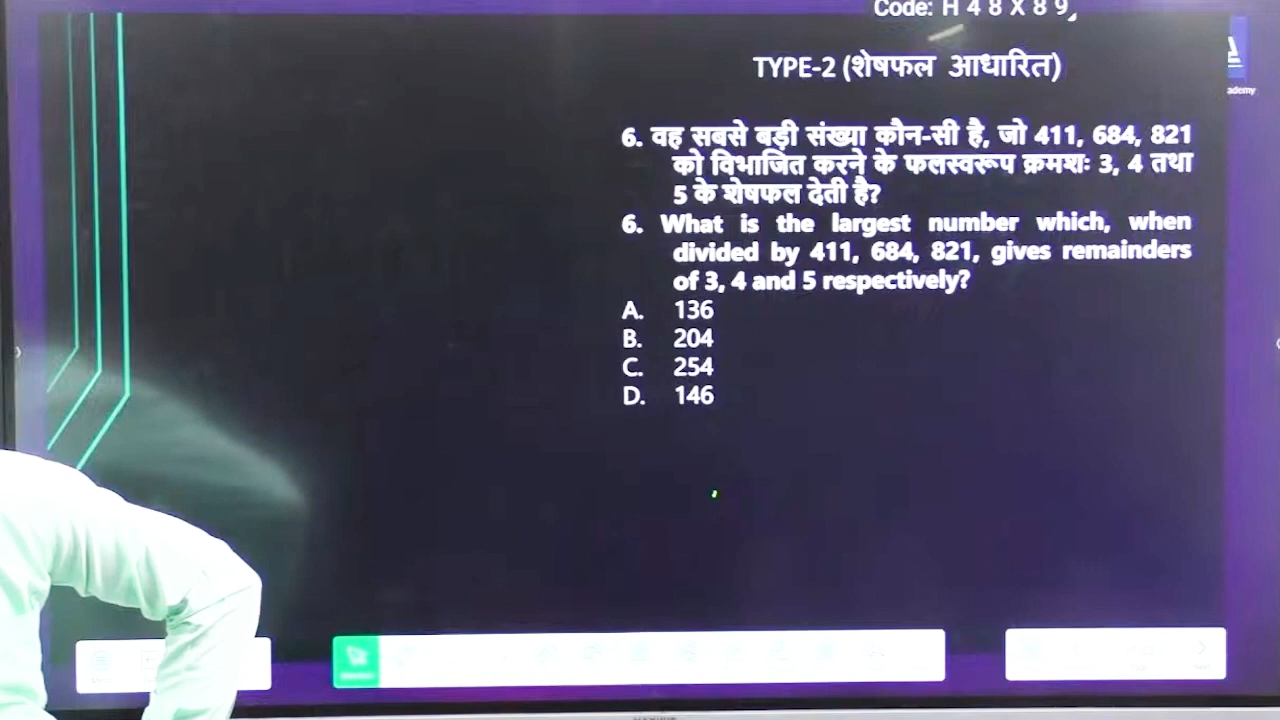 Code: H 4 8 X 8 9
TYPE-2 (शेषफल आधारित)
ademy
6. वह सबसे बड़ी संख्या कौन-सी है, जो 411, 684, 821
को विभाजित करने के फलस्वरूप क्रमशः 3, 4 तथा
5 के शेषफल देती है?
6. What is the largest number which, when
divided by 411, 684, 821, gives remainders
of 3, 4 and 5 respectively?
A. 136
B. 204
C. 254
D. 146